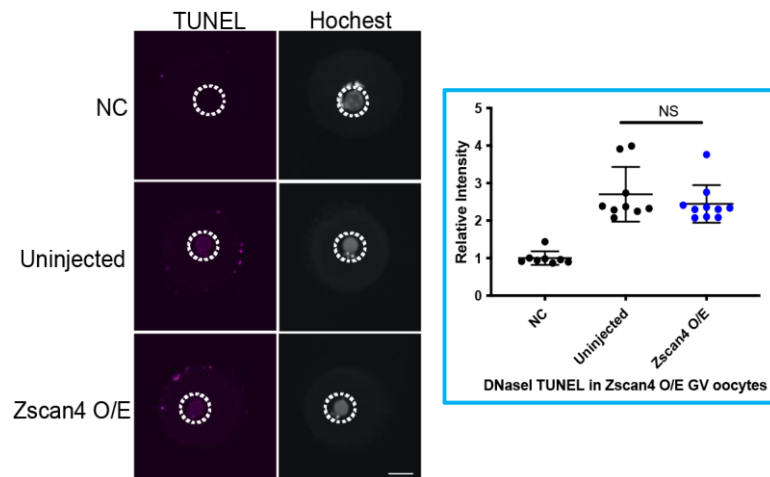 TUNEL Hochest
NC
Uninjected
Zscan4 O/E
Relative Intensity
5
4
3
2
1
0
NS
NC
Uninjected
Zscan4 O/E
DNaseI TUNEL in Zscan4 O/E GV oocytes